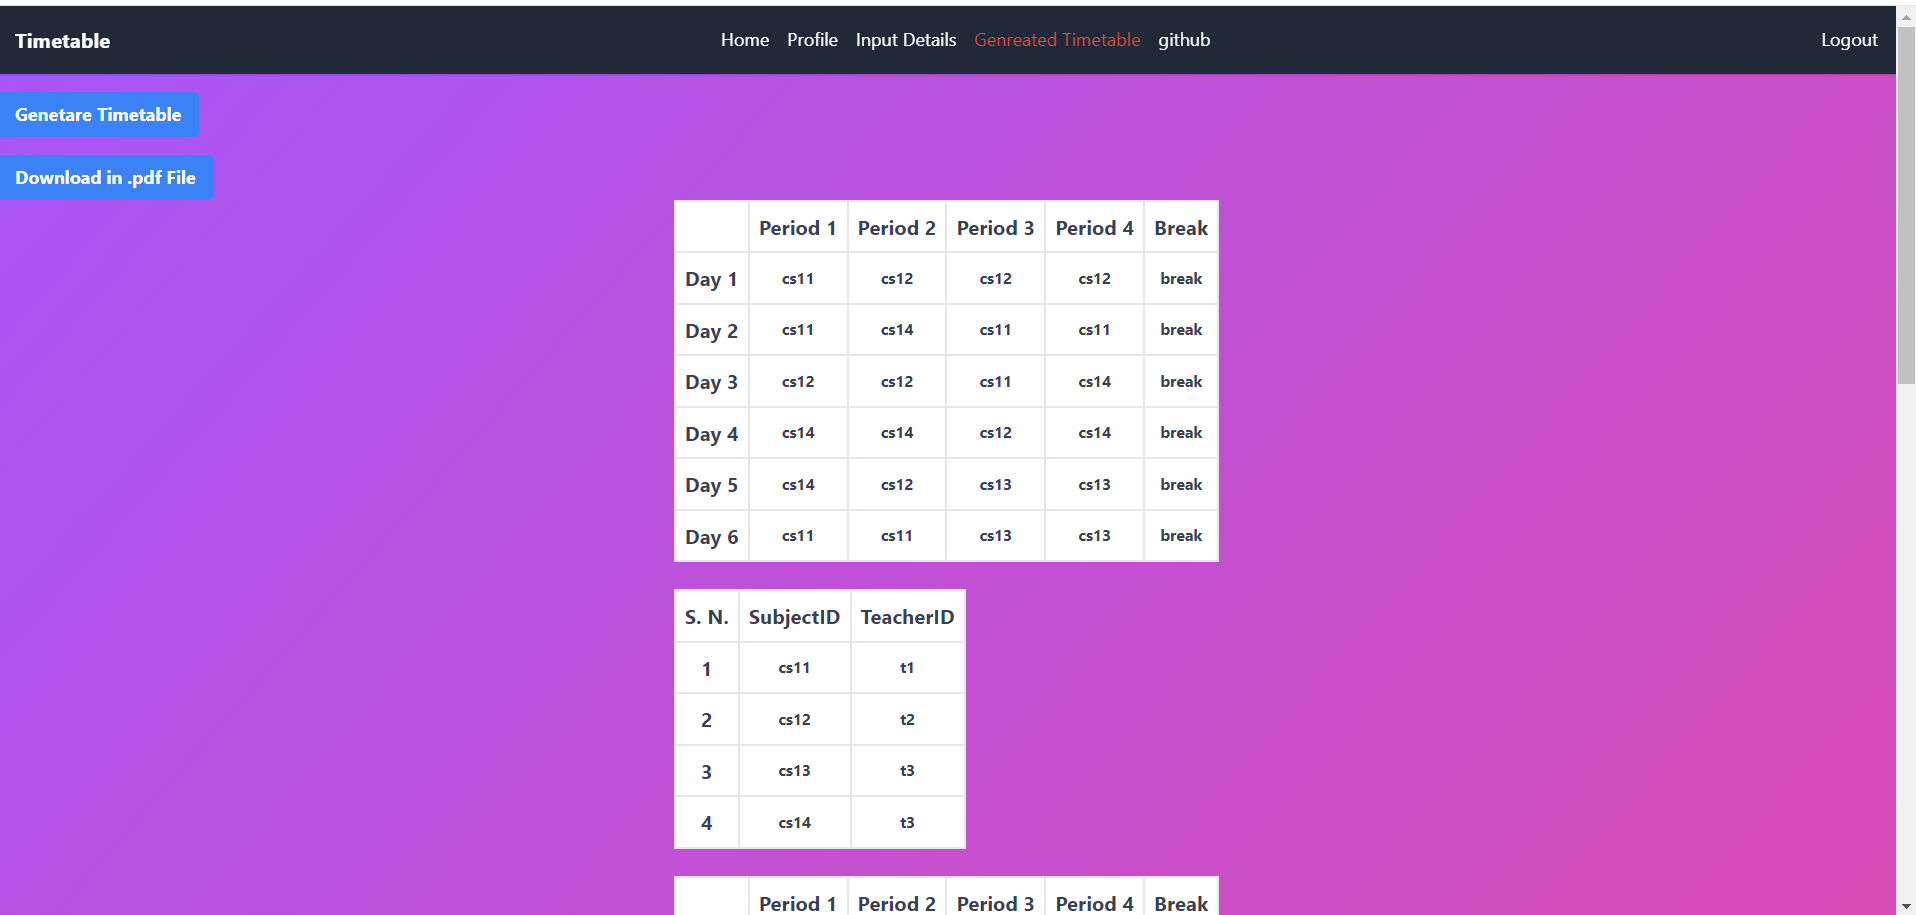 Timetable Home Profile Input Details Genreated Timetable github Logout
Genetare Timetable
Download in .pdf File
Period 1 Period 2 Period 3 Period 4 Break
Day 1 cs11 cs12 cs12 cs12 break
Day 2 cs11 cs14 cs11 cs11 break
Day 3 cs12 cs12 cs11 cs14 break
Day 4 cs14 cs14 cs12 cs14 break
Day 5 cs14 cs12 cs13 cs13 break
Day 6 cs11 cs11 cs13 cs13 break
S. N. SubjectID TeacherID
1 cs11 t1
2 cs12 t2
3 cs13 t3
4 cs14 t3
Period 1 Period 2 Period 3 Period 4 Break